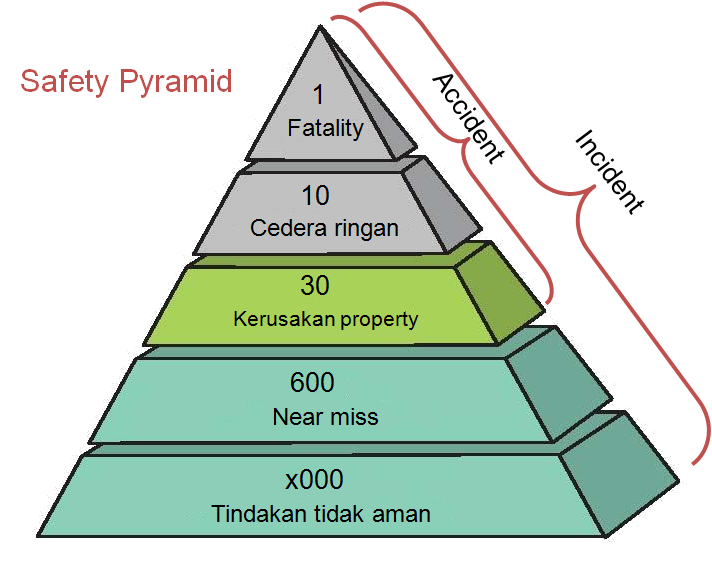 Safety Pyramid
1
Fatality
10
Cedera ringan
30
Kerusakan property
600
Near miss
x000
Tindakan tidak aman
Accident
Incident